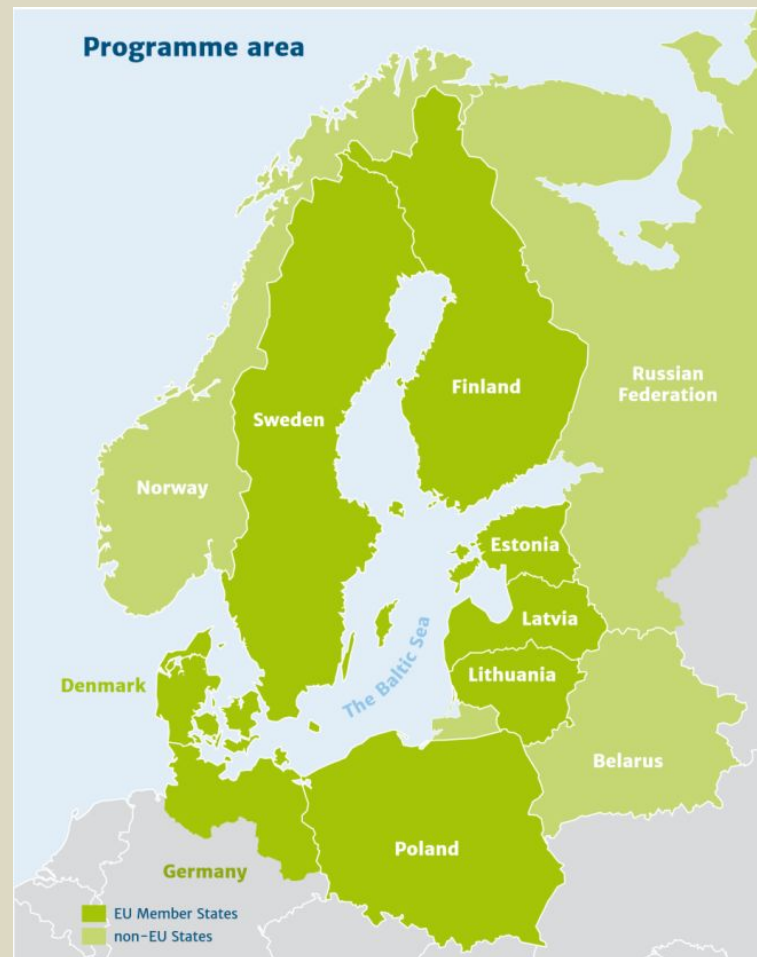 Programme area
Finland
Russian
Federation
Sweden
Norway
Estonia
Latvia
Denmark
Lithuania
The Baltic Sea
Belarus
Poland
Germany
EU Member States
non-EU States